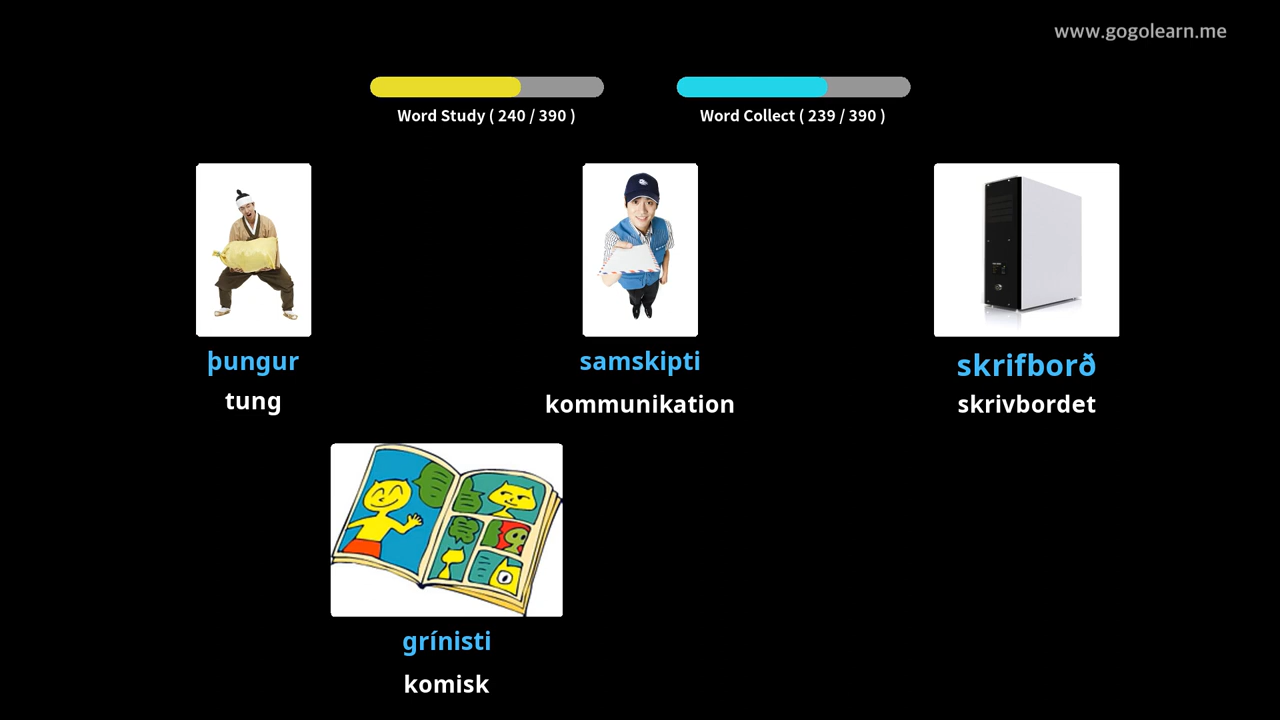 www.gogolearn.me
Word Study ( 240 / 390 )
Word Collect ( 239 / 390 )
þungur
tung
samskipti
kommunikation
skrifborð
skrivbordet
grínisti
komisk